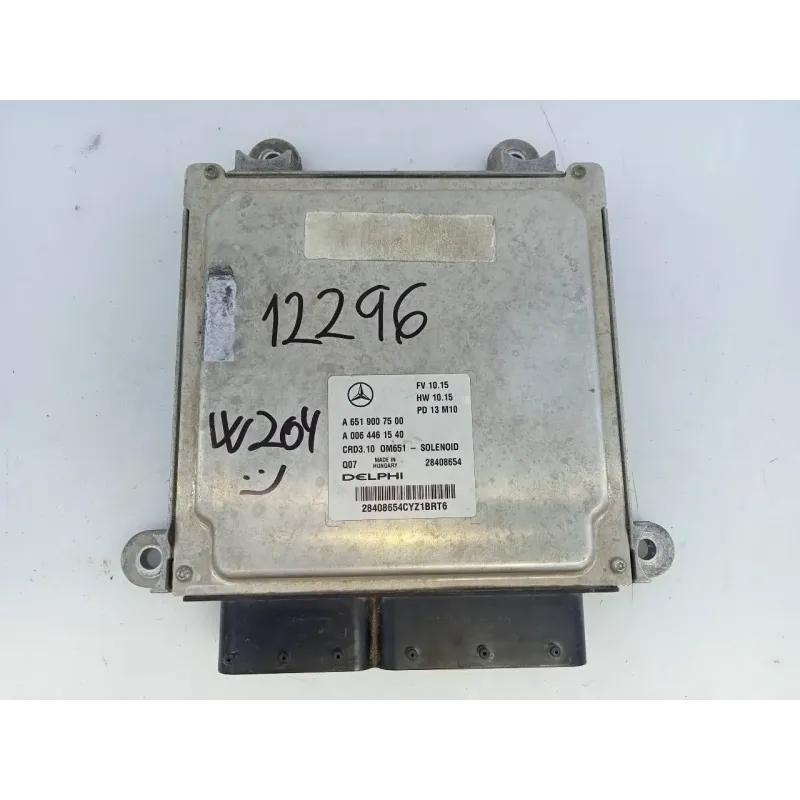 12296
W204
FV 10.15
HW 10.15
PD 13 M10
A 651 900 75 00
A 006 446 15 40
CRD3.10 OM651 - SOLENOID
Q07 MADE IN HUNGARY 28408654
DELPHI
28408654CYZ1BRT6